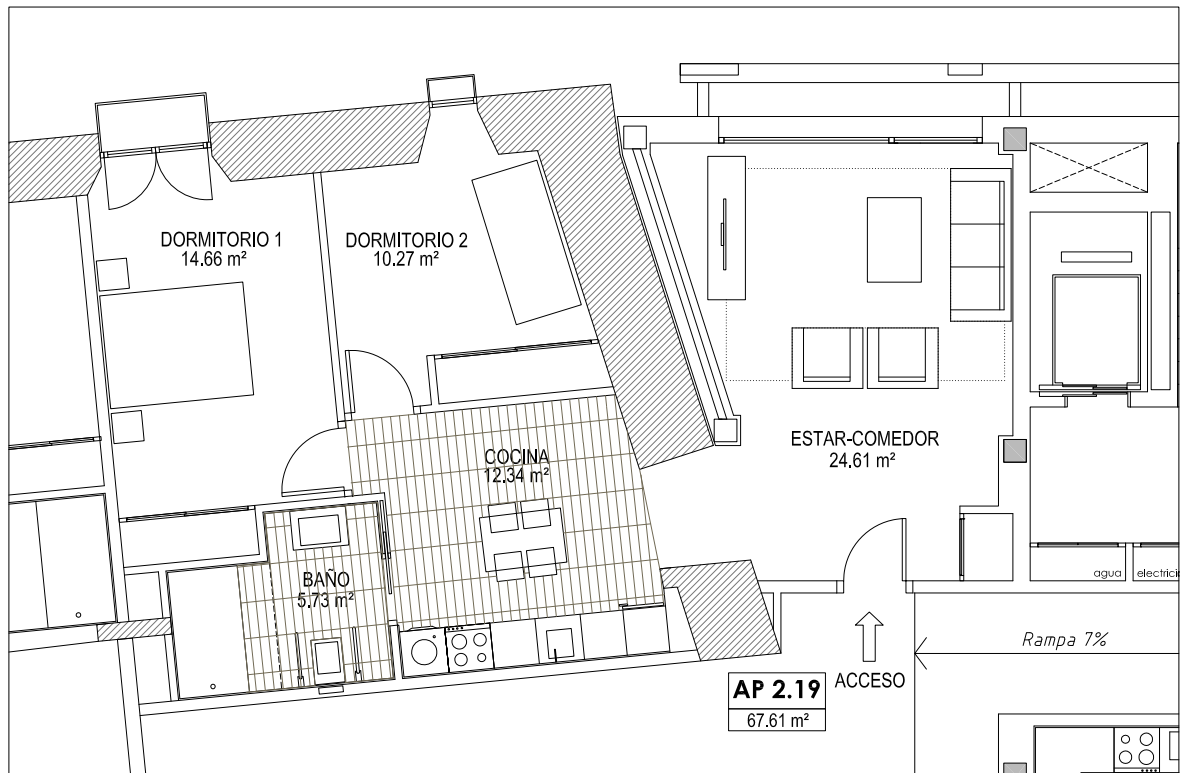 DORMITORIO 1
14.66 m²
DORMITORIO 2
10.27 m²
ESTAR-COMEDOR
24.61 m²
COCINA
12.34 m²
BAÑO
5.73 m²
agua
electrici
Rampa 7%
ACCESO
AP 2.19
67.61 m²